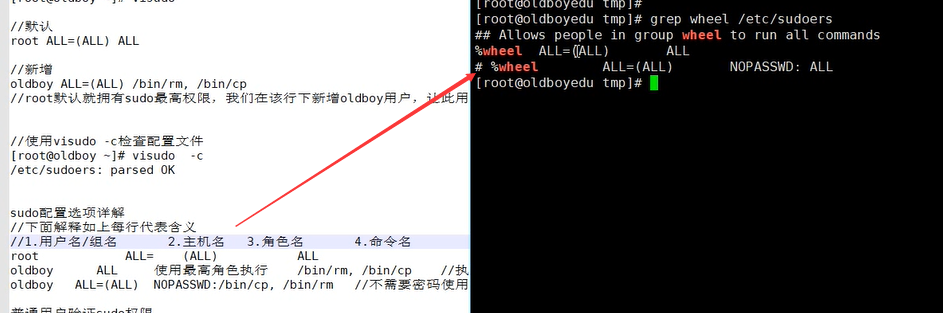 [root@oldboyedu ~]# visudo
//默认
root ALL=(ALL) ALL
//新增
oldboy ALL=(ALL) /bin/rm, /bin/cp
//root默认就拥有sudo最高权限，我们在该行下新增oldboy用户，让此用
//使用visudo -c检查配置文件
[root@oldboy ~]# visudo  -c
/etc/sudoers: parsed OK
sudo配置选项详解
//下面解释如上每行代表含义
//1.用户名/组名 2.主机名 3.角色名 4.命令名
root ALL= (ALL) ALL
oldboy ALL 使用最高角色执行 /bin/rm, /bin/cp //执
oldboy ALL=(ALL) NOPASSWD:/bin/cp, /bin/rm //不需要密码使用
普通用户验证sudo权限
[root@oldboyedu tmp]#
[root@oldboyedu tmp]# grep wheel /etc/sudoers
## Allows people in group wheel to run all commands
%wheel ALL=(ALL) ALL
# %wheel ALL=(ALL) NOPASSWD: ALL
[root@oldboyedu tmp]#